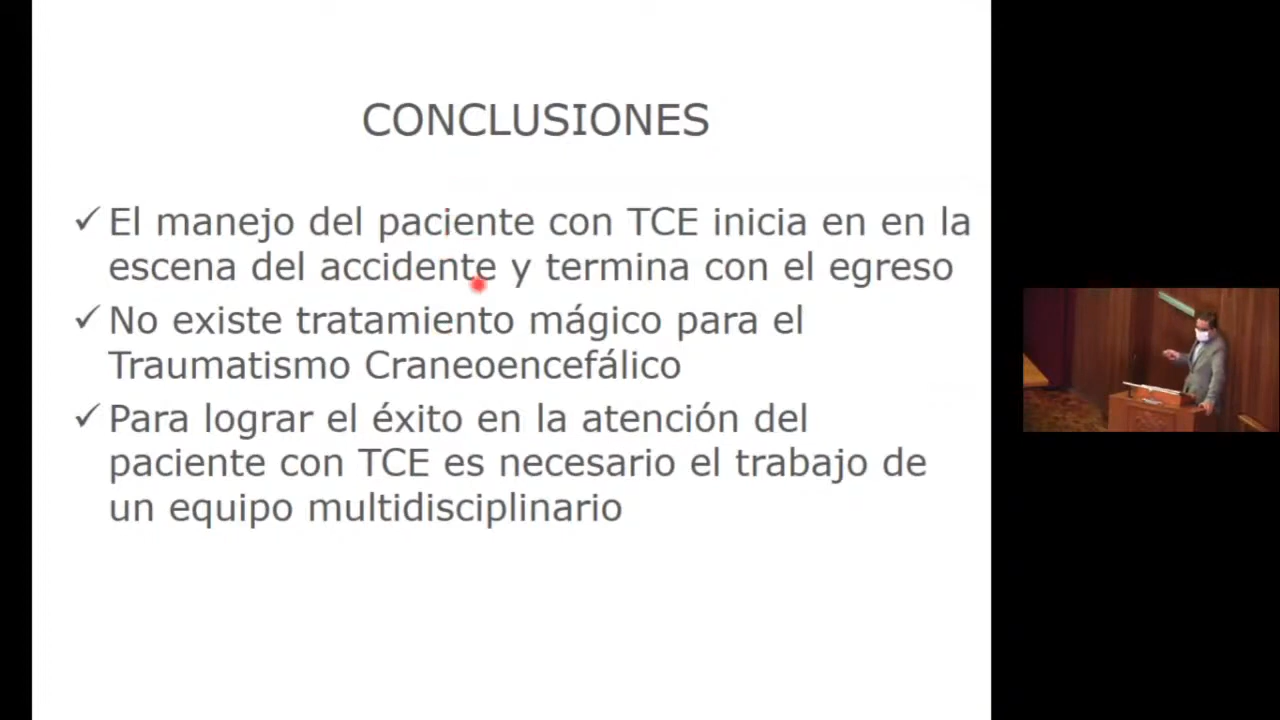 CONCLUSIONES
✓ El manejo del paciente con TCE inicia en en la
escena del accidente y termina con el egreso
✓ No existe tratamiento mágico para el
Traumatismo Craneoencefálico
✓ Para lograr el éxito en la atención del
paciente con TCE es necesario el trabajo de
un equipo multidisciplinario